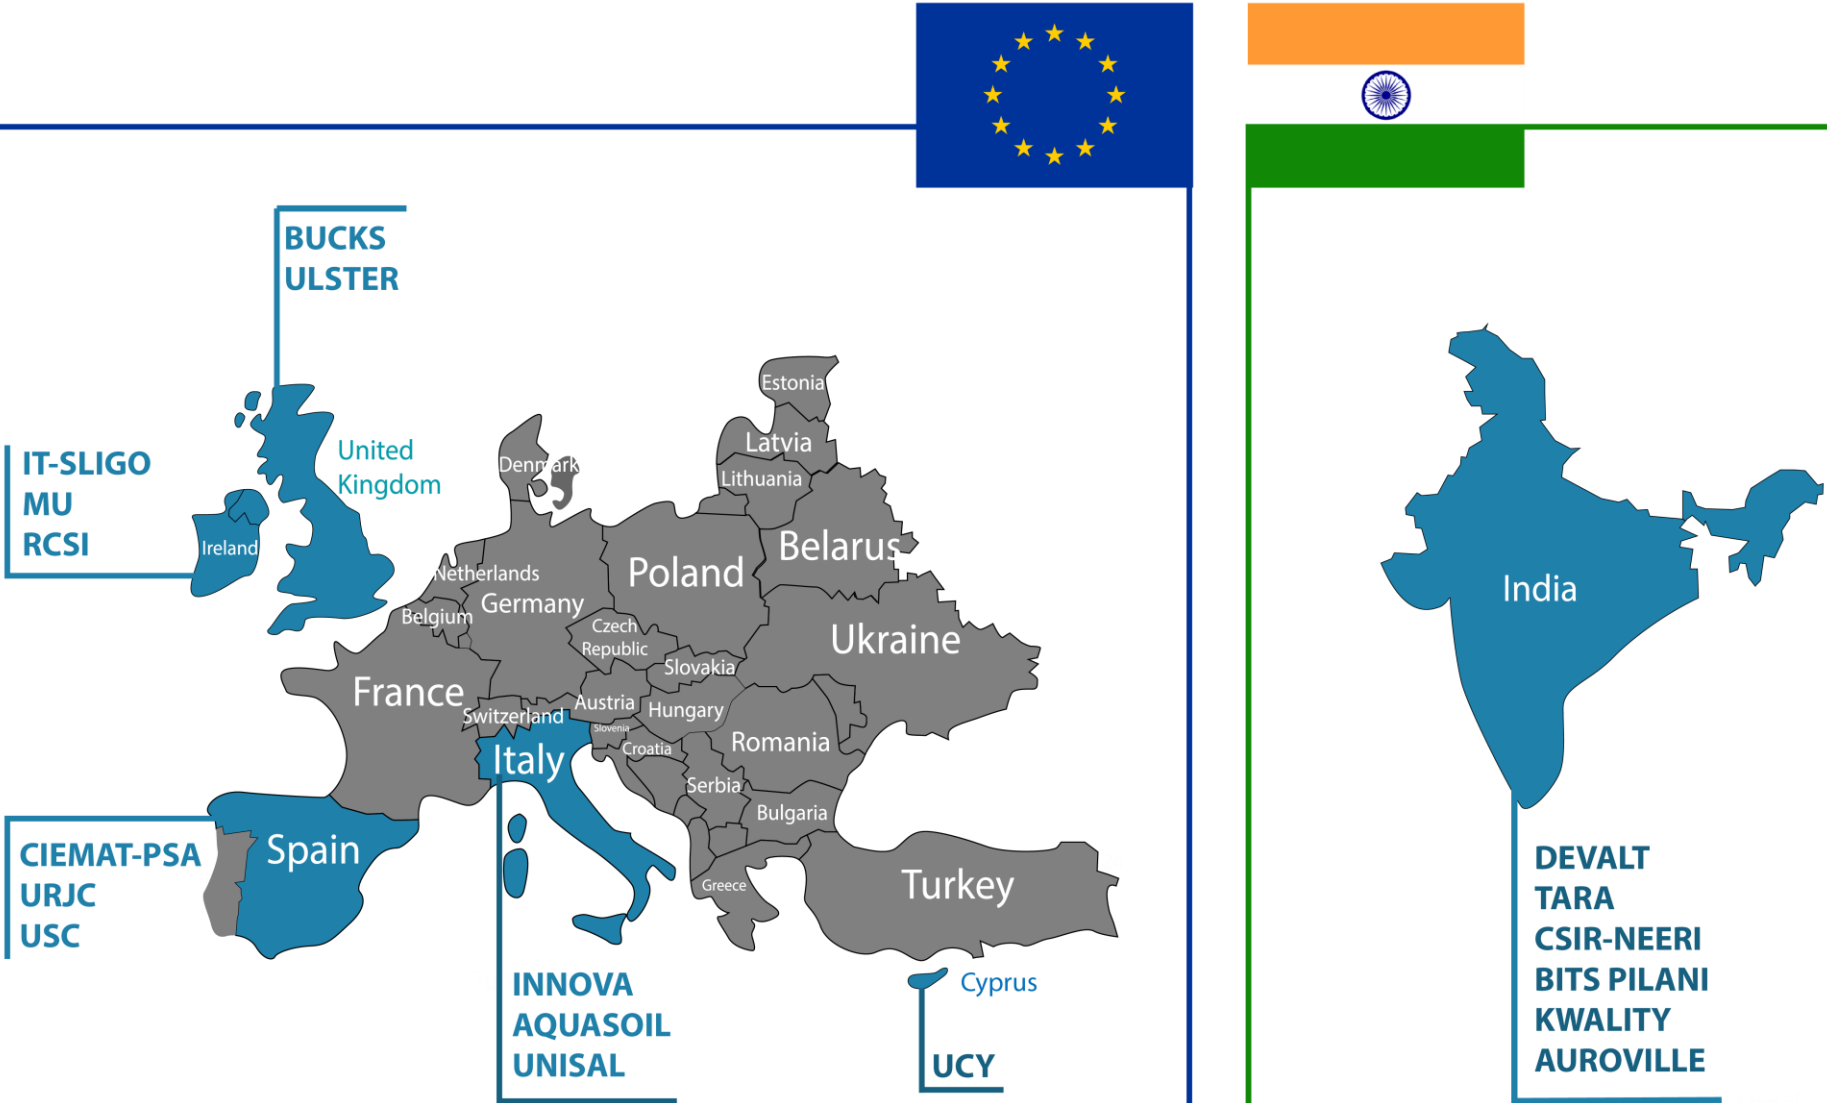 BUCKS
ULSTER
United
Kingdom
IT-SLIGO
MU
RCSI
Ireland
Estonia
Latvia
Lithuania
Denmark
Belarus
Poland
Netherlands
Germany
Belgium
Czech
Republic
Ukraine
Slovakia
France
Austria
Hungary
Switzerland
Slovenia
Croatia
Romania
Italy
Serbia
Bulgaria
Spain
Greece
Turkey
CIEMAT-PSA
URJC
USC
INNOVA
AQUASOIL
UNISAL
Cyprus
UCY
India
DEVALT
TARA
CSIR-NEERI
BITS PILANI
KWALITY
AUROVILLE